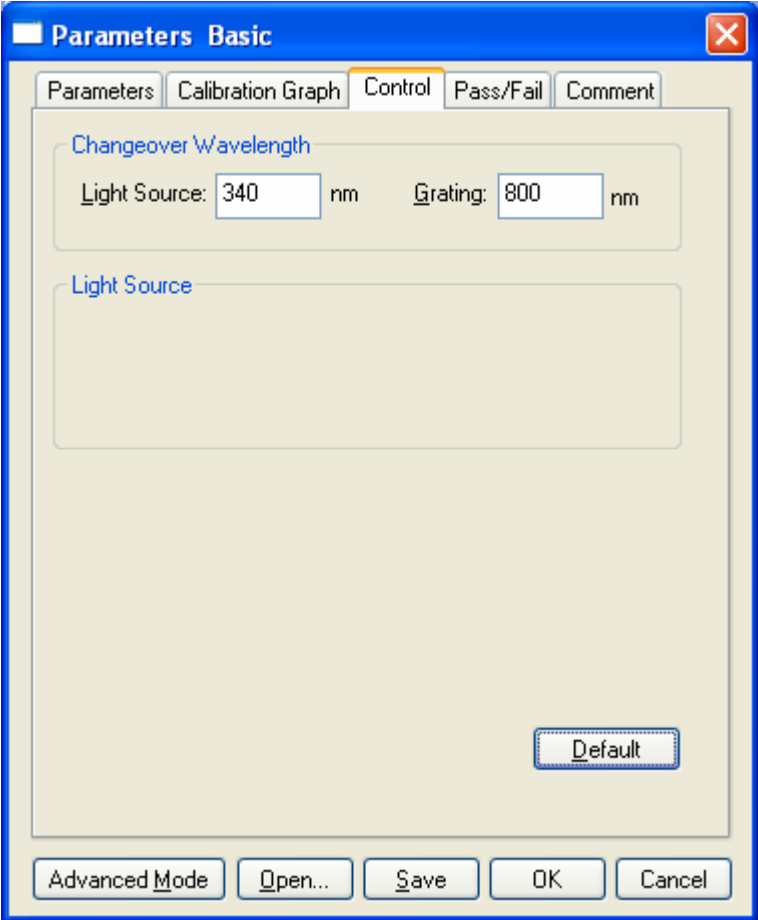 Parameters Basic
Parameters Calibration Graph Control Pass/Fail Comment
Changeover Wavelength
Light Source: 340 nm Grating: 800 nm
Light Source
Default
Advanced Mode Open... Save OK Cancel